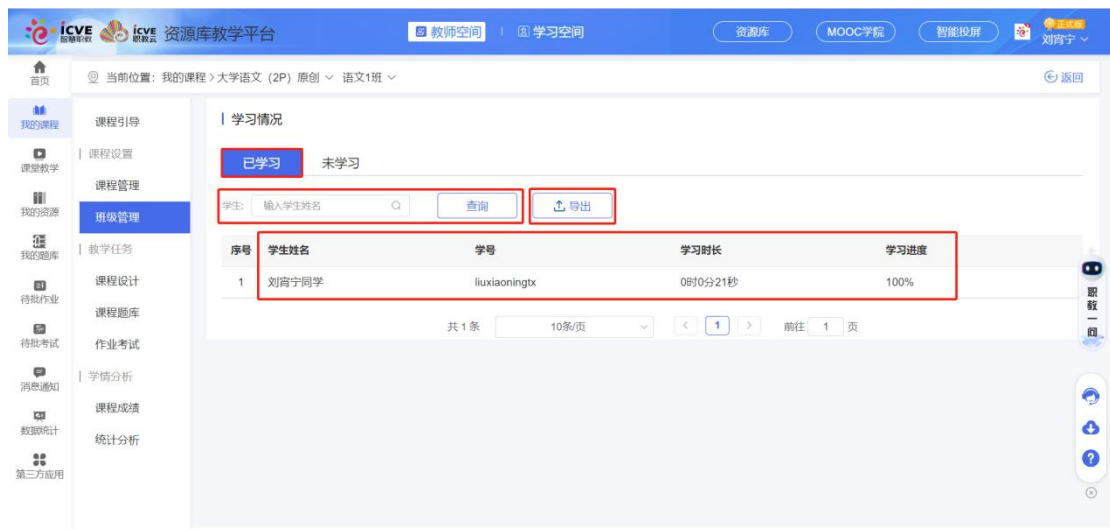 icve 智慧职教 icve 职教云 资源库教学平台 教师空间 学习空间 资源库 MOOC学院 智能投屏 正式版
刘宵宁
首页 当前位置：我的课程 > 大学语文（2P）原创 语文1班 返回
我的课程
课堂教学
我的资源
我的题库
待批作业
待批考试
消息通知
数据统计
第三方应用
课程引导
课程设置
课程管理
班级管理
教学任务
课程设计
课程题库
作业考试
学情分析
课程成绩
统计分析
学习情况
已学习 未学习
学生: 输入学生姓名 查询 导出
序号 学生姓名 学号 学习时长 学习进度
1 刘宵宁同学 liuxiaoningtx 0时0分21秒 100%
共 1 条 10条/页 < 1 > 前往 1 页
职教一问